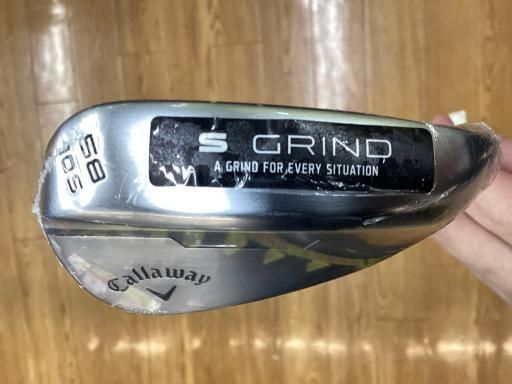 S GRIND
A GRIND FOR EVERY SITUATION
58
10S
Callaway